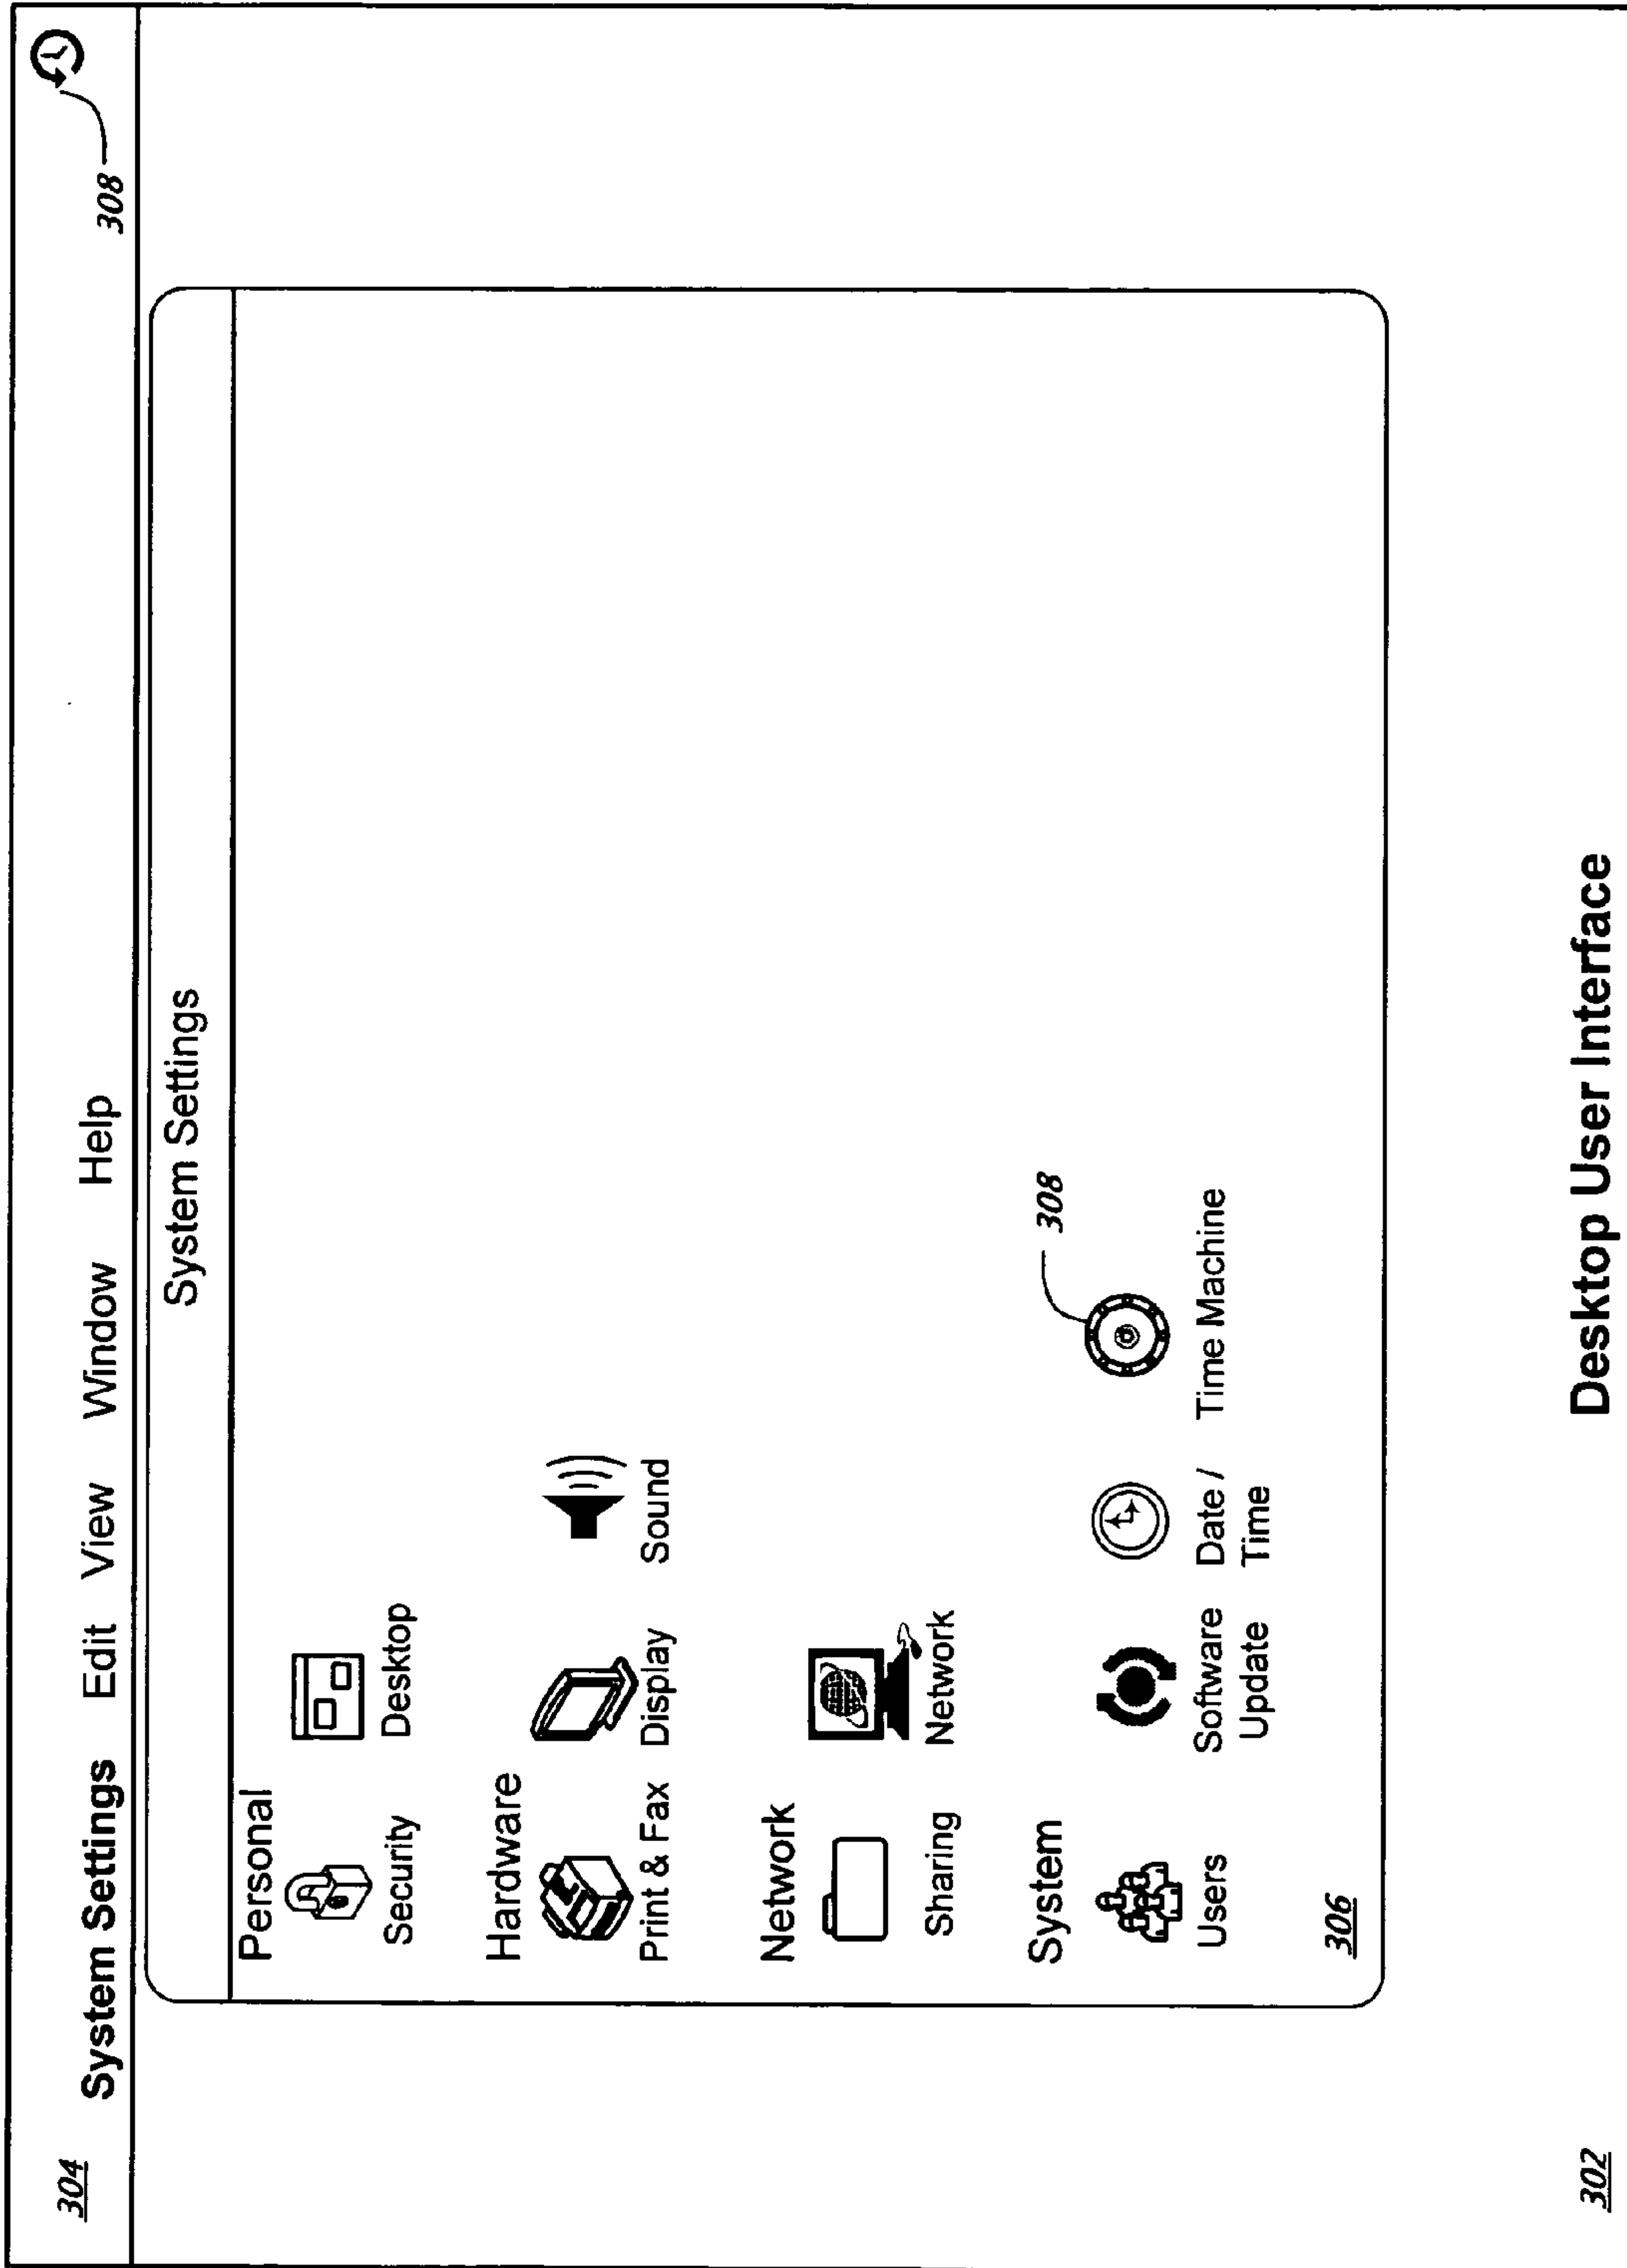 304
System Settings Edit View Window Help
308
System Settings
Personal
Security Desktop
Hardware
Print & Fax Display Sound
Network
Sharing Network
System
308
Users Software Update Date / Time Time Machine
306
Desktop User Interface
302